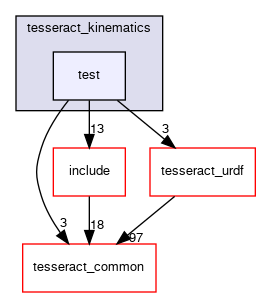 tesseract_kinematics
test
13
3
include
tesseract_urdf
3
18
97
tesseract_common